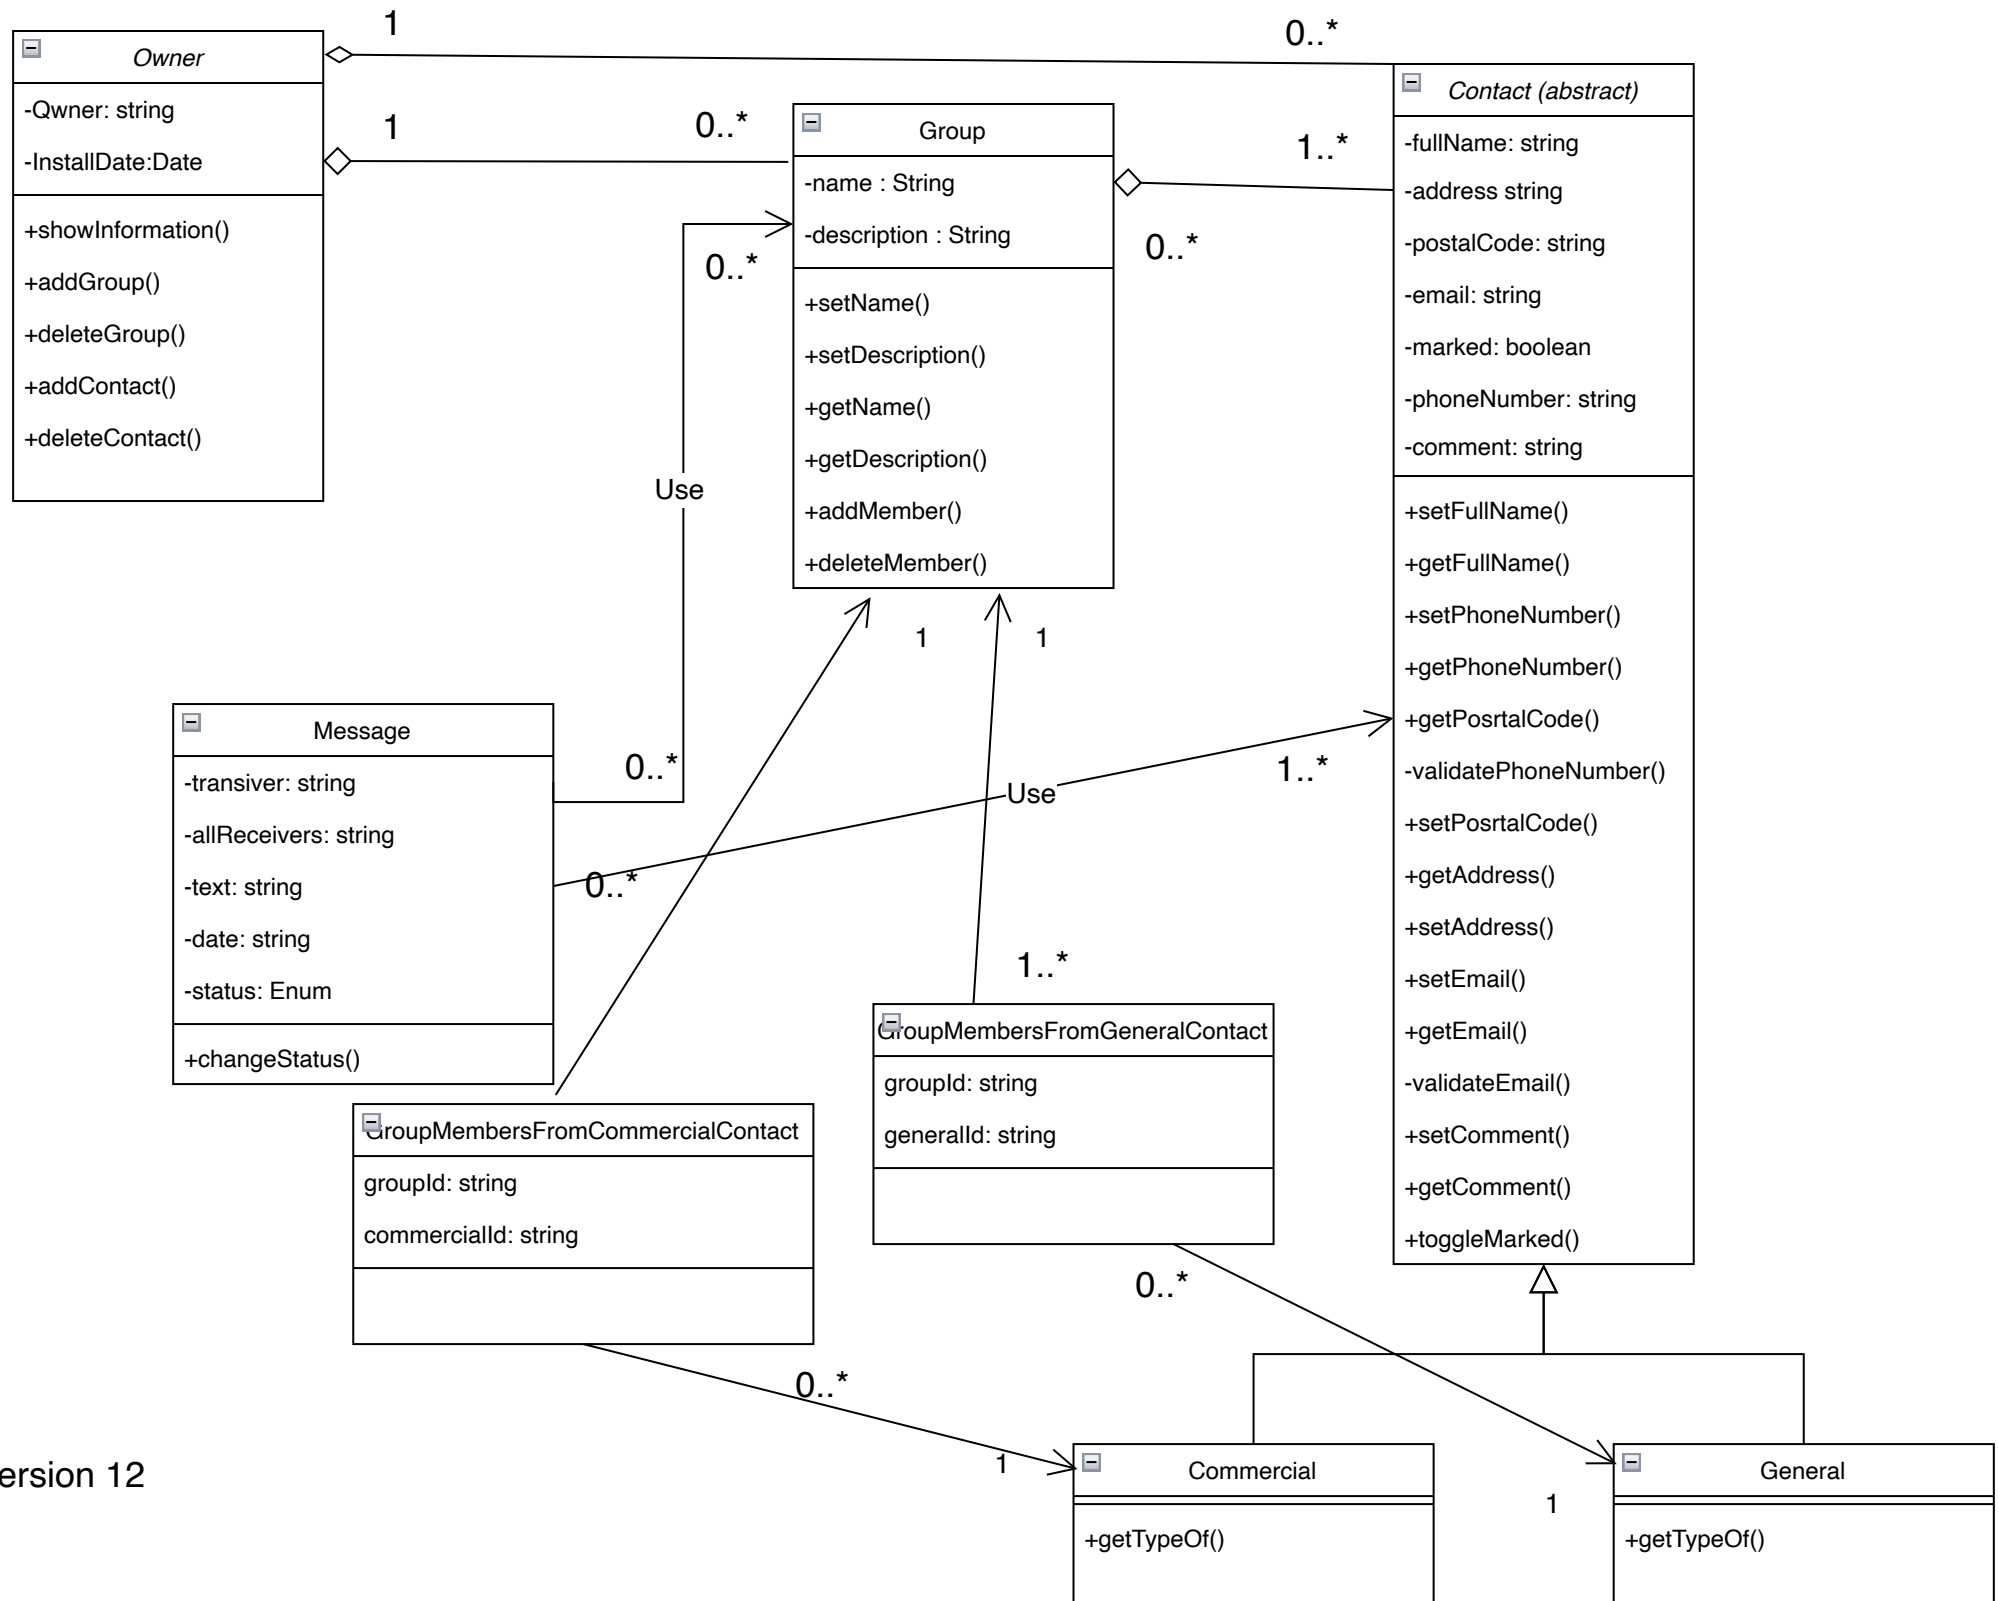 1
0..*
Owner
-Qwner: string
-InstallDate:Date
+showInformation()
+addGroup()
+deleteGroup()
+addContact()
+deleteContact()
1
0..*
Group
-name : String
-description : String
+setName()
+setDescription()
+getName()
+getDescription()
+addMember()
+deleteMember()
1..*
0..*
Contact (abstract)
-fullName: string
-address string
-postalCode: string
-email: string
-marked: boolean
-phoneNumber: string
-comment: string
+setFullName()
+getFullName()
+setPhoneNumber()
+getPhoneNumber()
+getPosrtalCode()
-validatePhoneNumber()
+setPosrtalCode()
+getAddress()
+setAddress()
+setEmail()
+getEmail()
-validateEmail()
+setComment()
+getComment()
+toggleMarked()
0..*
Use
0..*
1
1
Message
-transiver: string
-allReceivers: string
-text: string
-date: string
-status: Enum
+changeStatus()
0..*
Use
1..*
1..*
GroupMembersFromGeneralContact
groupId: string
generalId: string
GroupMembersFromCommercialContact
groupId: string
commercialId: string
0..*
0..*
1
1
Commercial
+getTypeOf()
General
+getTypeOf()
ersion 12